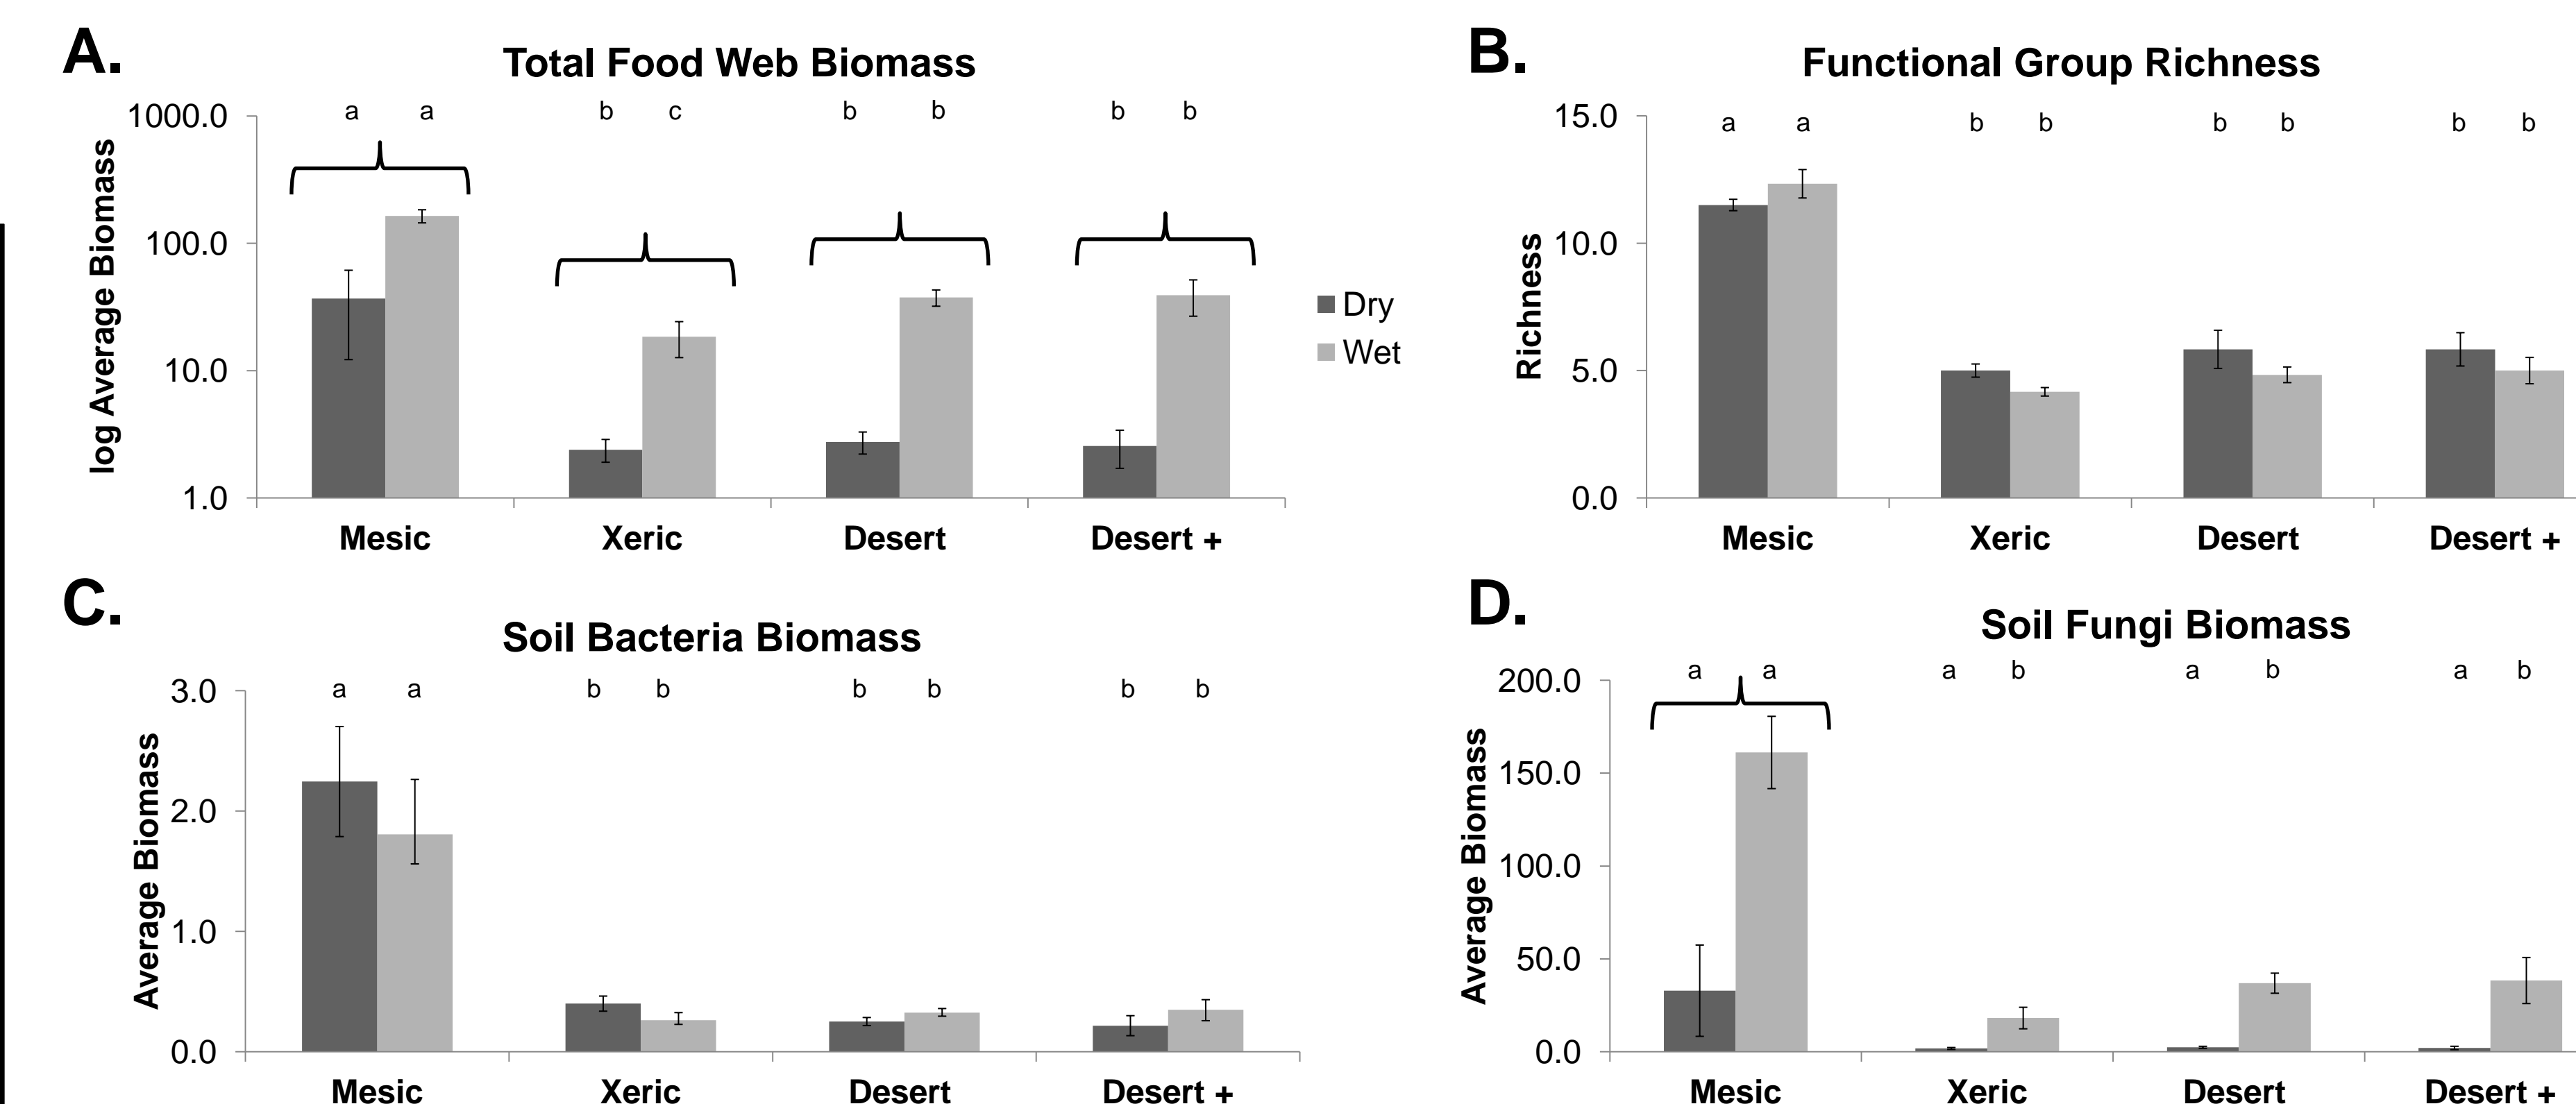 A.
Total Food Web Biomass
a a b c b b b b
1000.0
100.0
10.0
1.0
log Average Biomass
Mesic Xeric Desert Desert +
Dry
Wet
B.
Functional Group Richness
a a b b b b b b
15.0
10.0
5.0
0.0
Richness
Mesic Xeric Desert Desert +
C.
Soil Bacteria Biomass
a a b b b b b b
3.0
2.0
1.0
0.0
Average Biomass
Mesic Xeric Desert Desert +
D.
Soil Fungi Biomass
a a a b a b a b
200.0
150.0
100.0
50.0
0.0
Average Biomass
Mesic Xeric Desert Desert +